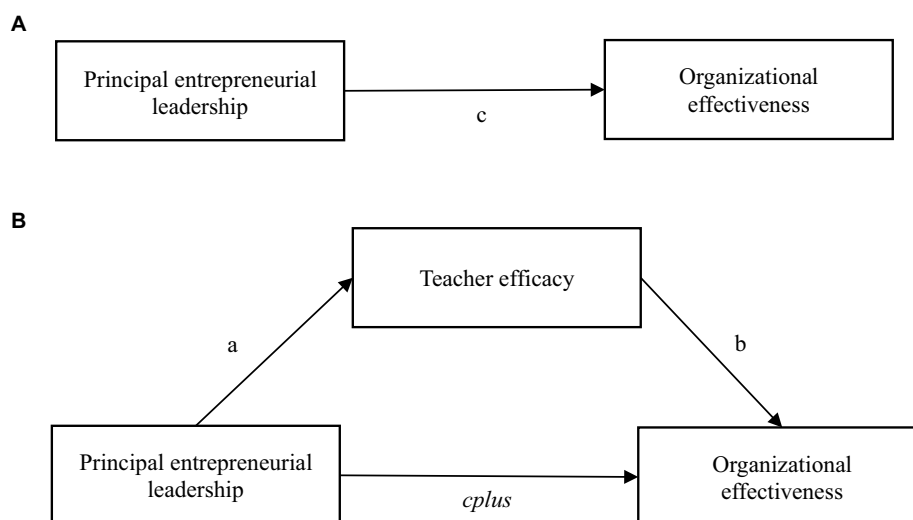 A
Principal entrepreneurial
leadership
c
Organizational
effectiveness
B
Teacher efficacy
a
b
Principal entrepreneurial
leadership
cplus
Organizational
effectiveness